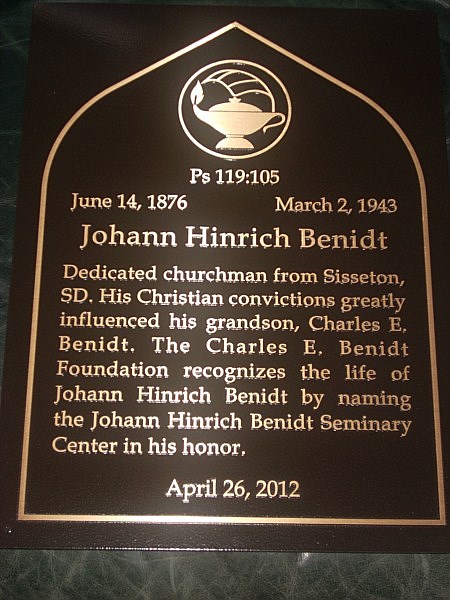 Ps 119:105
June 14, 1876 March 2, 1943
Johann Hinrich Benidt
Dedicated churchman from Sisseton,
SD. His Christian convictions greatly
influenced his grandson, Charles E.
Benidt. The Charles E. Benidt
Foundation recognizes the life of
Johann Hinrich Benidt by naming
the Johann Hinrich Benidt Seminary
Center in his honor.
April 26, 2012